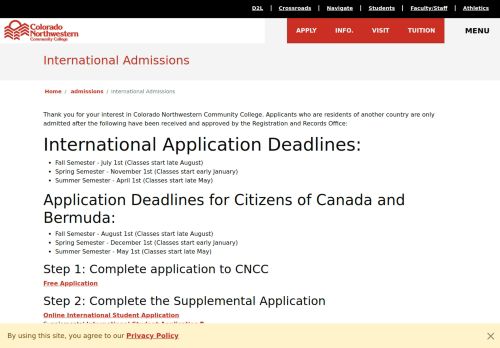 D2L | Crossroads | Navigate | Students | Faculty/Staff | Athletics
Colorado
Northwestern
Community College
APPLY INFO. VISIT TUITION MENU
International Admissions
Home / admissions / International Admissions
Thank you for your interest in Colorado Northwestern Community College. Applicants who are residents of another country are only
admitted after the following have been received and approved by the Registration and Records Office:
International Application Deadlines:
Fall Semester - July 1st (Classes start late August)
Spring Semester - November 1st (Classes start early January)
Summer Semester - April 1st (Classes start late May)
Application Deadlines for Citizens of Canada and
Bermuda:
Fall Semester - August 1st (Classes start late August)
Spring Semester - December 1st (Classes start early January)
Summer Semester - May 1st (Classes start late May)
Step 1: Complete application to CNCC
Free Application
Step 2: Complete the Supplemental Application
Online International Student Application
By using this site, you agree to our Privacy Policy ×